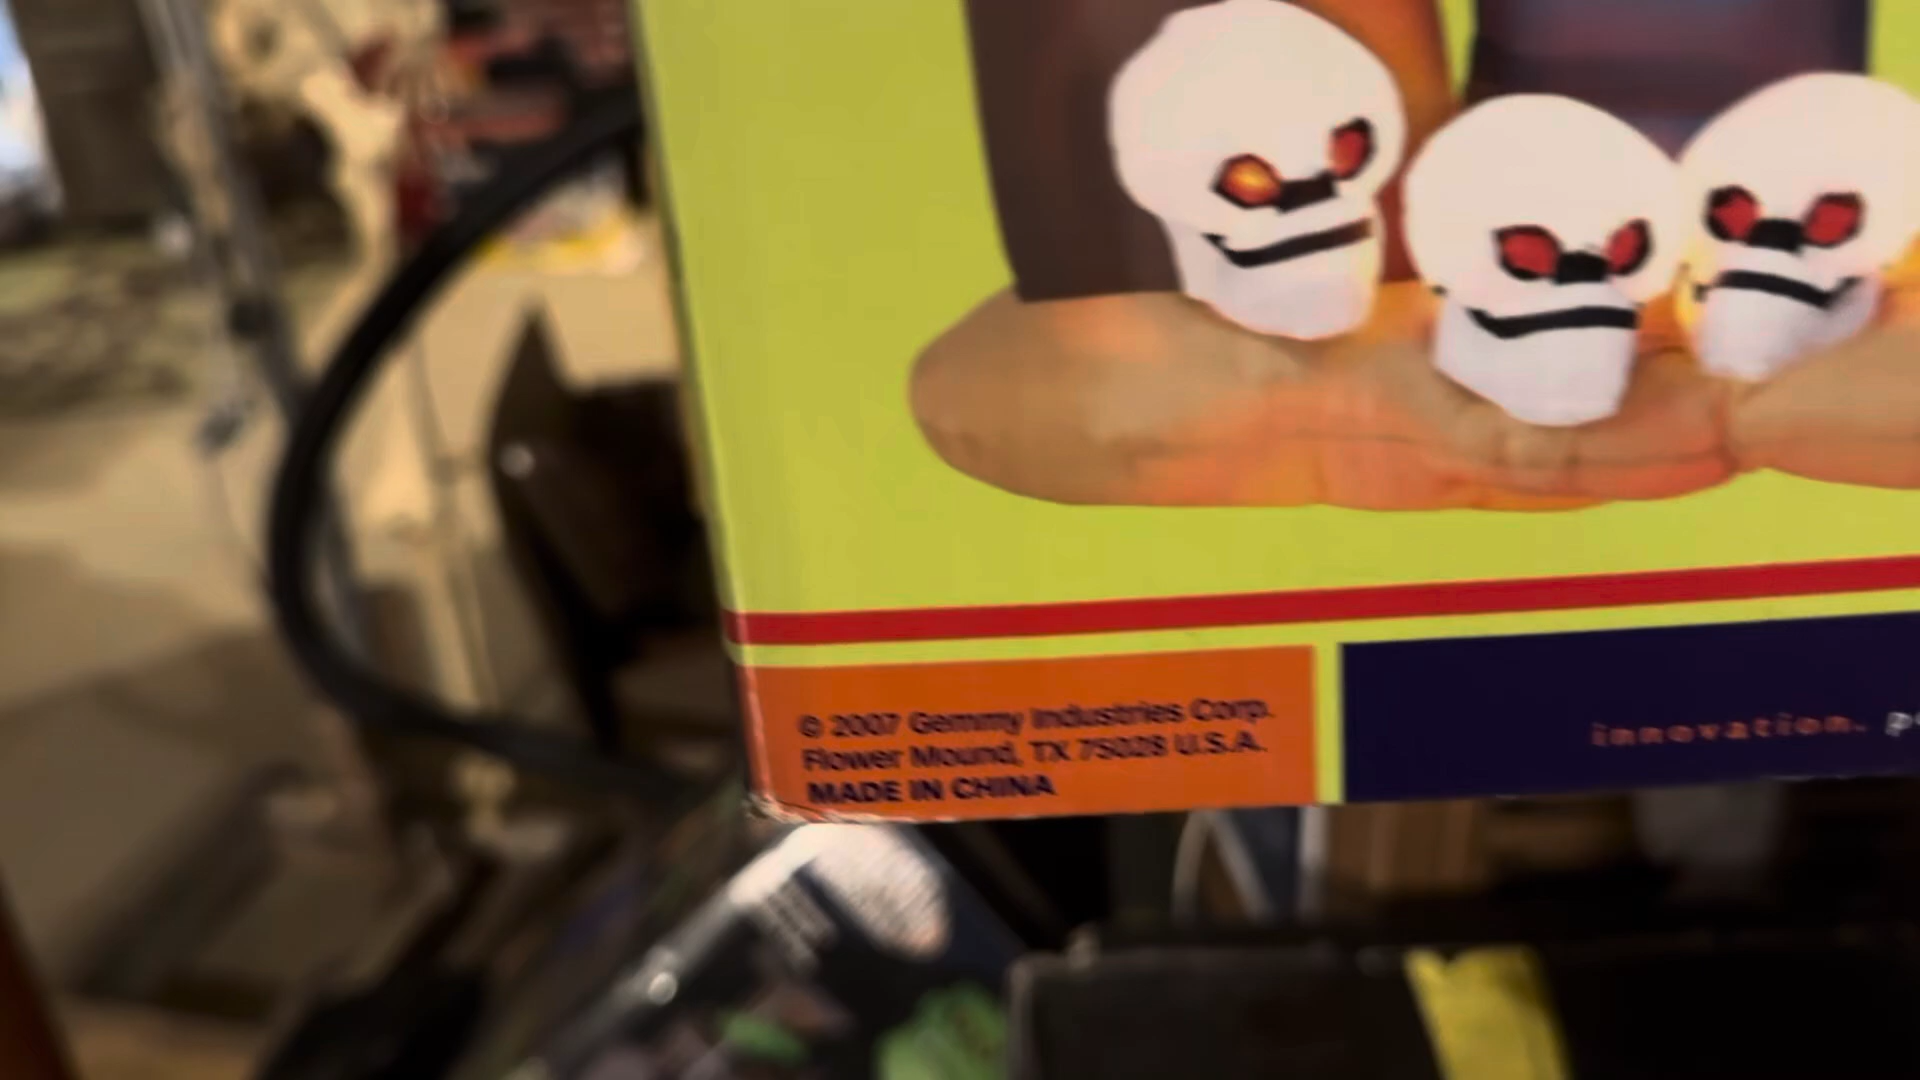 © 2007 Gemmy Industries Corp.
Flower Mound, TX 75028 U.S.A.
MADE IN CHINA
innovation.